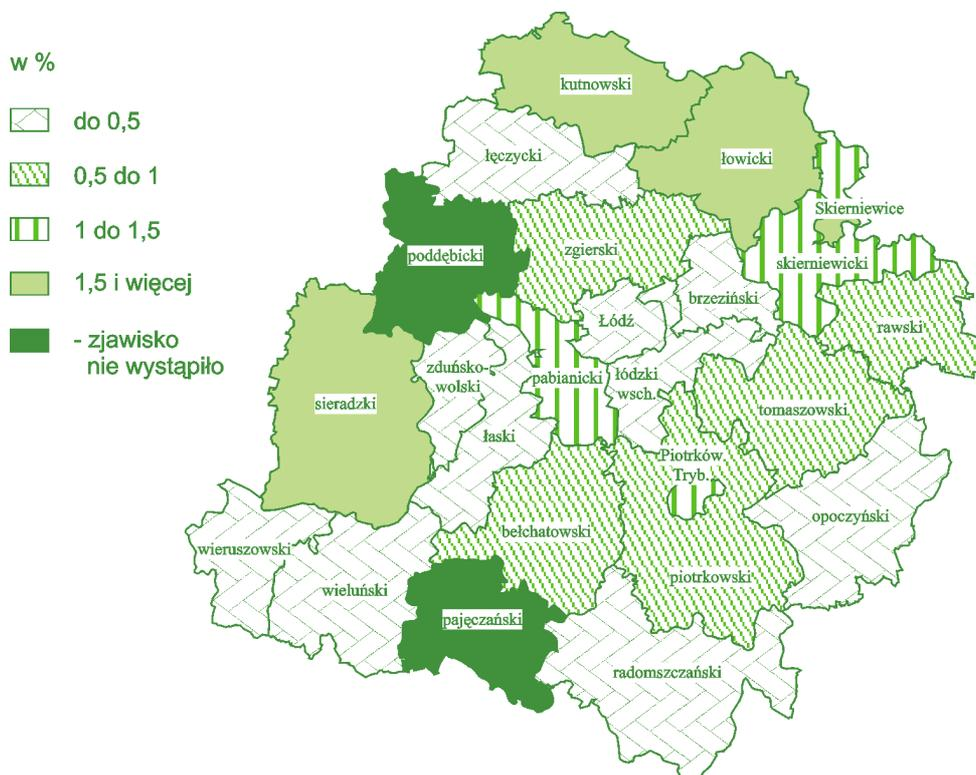 w %
do 0,5
0,5 do 1
1 do 1,5
1,5 i więcej
- zjawisko
nie wystąpiło
kutnowski
łęczycki
łowicki
Skierniewice
poddębicki
zgierski
skierniewicki
brzeziński
Łódź
rawski
zduńsko-
wolski
pabianicki
łódzki
wsch.
sieradzki
tomaszowski
łaski
Piotrków
Tryb.
opoczyński
bełchatowski
wieruszowski
piotrkowski
wieluński
pajęczański
radomszczański